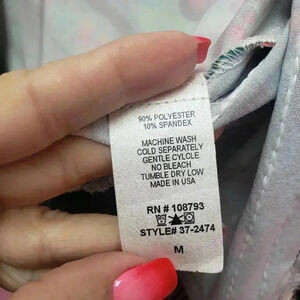 90% POLYESTER
10% SPANDEX
MACHINE WASH
COLD SEPARATELY
GENTLE CYLCLE
NO BLEACH
TUMBLE DRY LOW
MADE IN USA
RN # 108793
STYLE# 37-2474
M